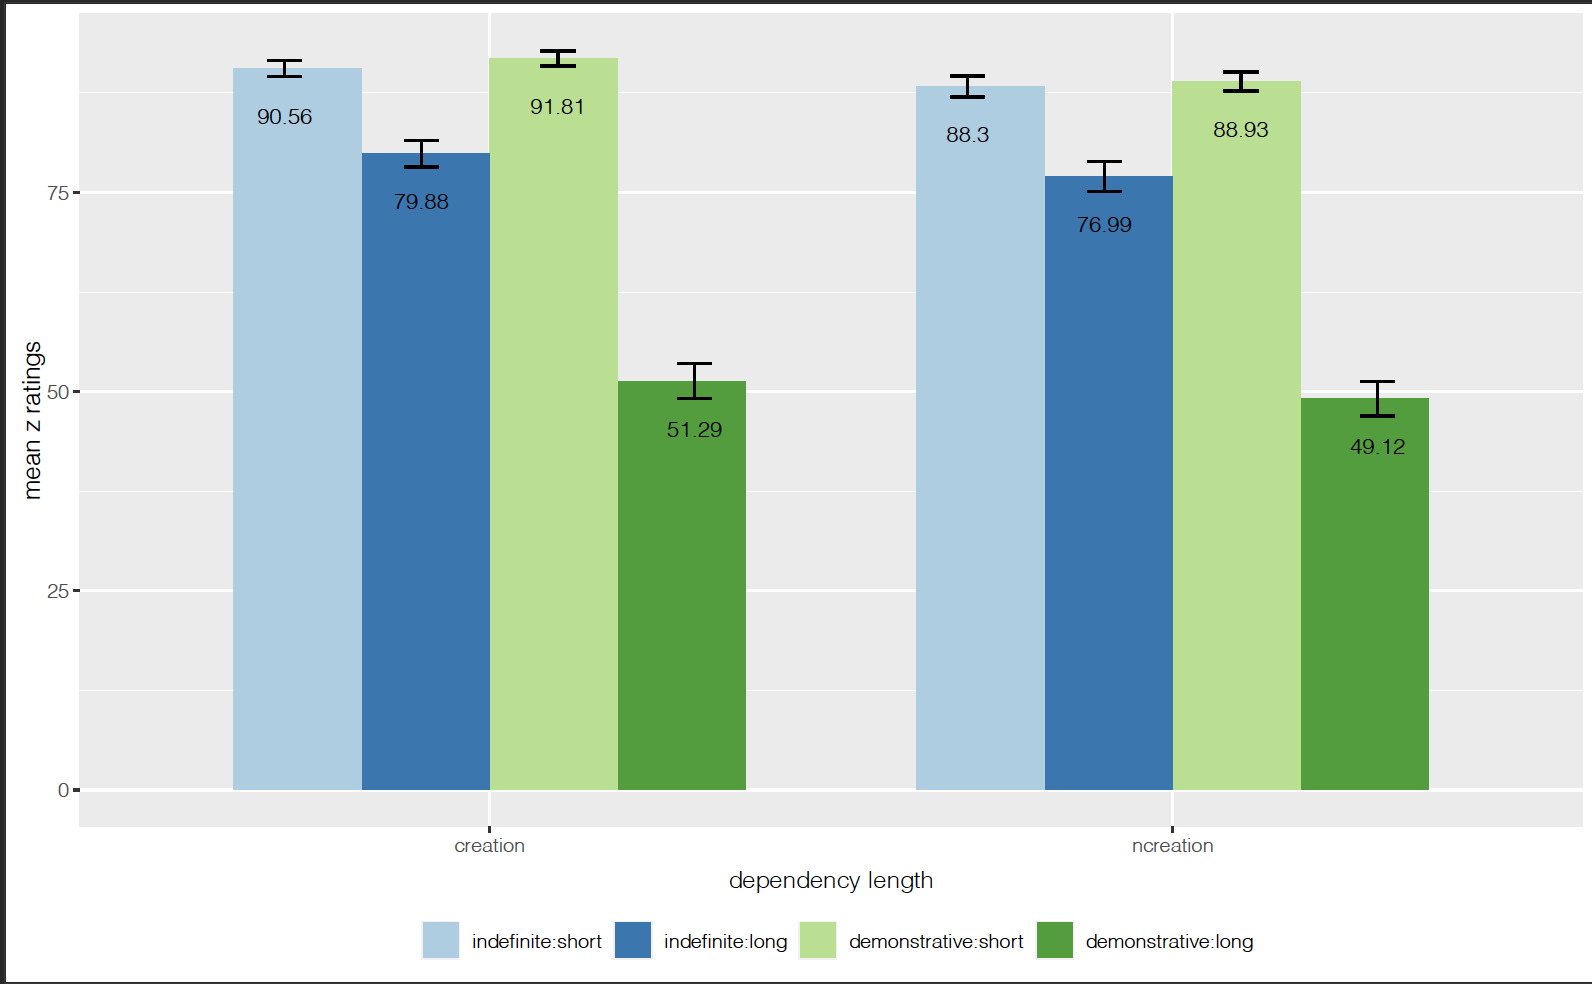 90.56
79.88
91.81
51.29
88.3
76.99
88.93
49.12
75
50
25
0
mean z ratings
creation
ncreation
dependency length
indefinite:short indefinite:long demonstrative:short demonstrative:long